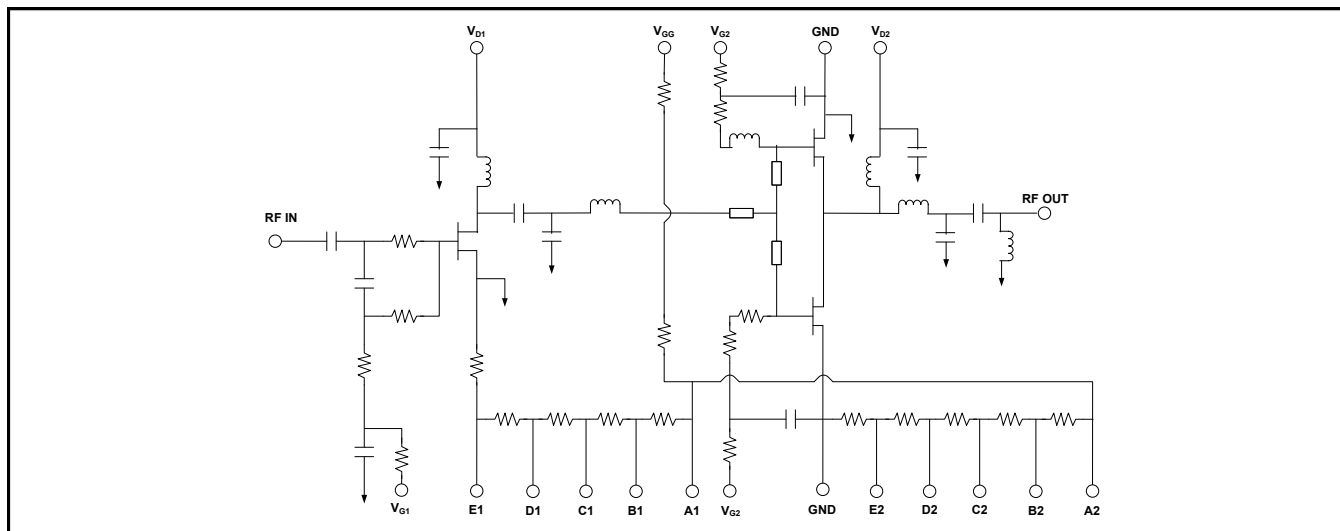 VD1
VGG
VG2
GND
VD2
RF IN
RF OUT
VG1
E1
D1
C1
B1
A1
VG2
GND
E2
D2
C2
B2
A2